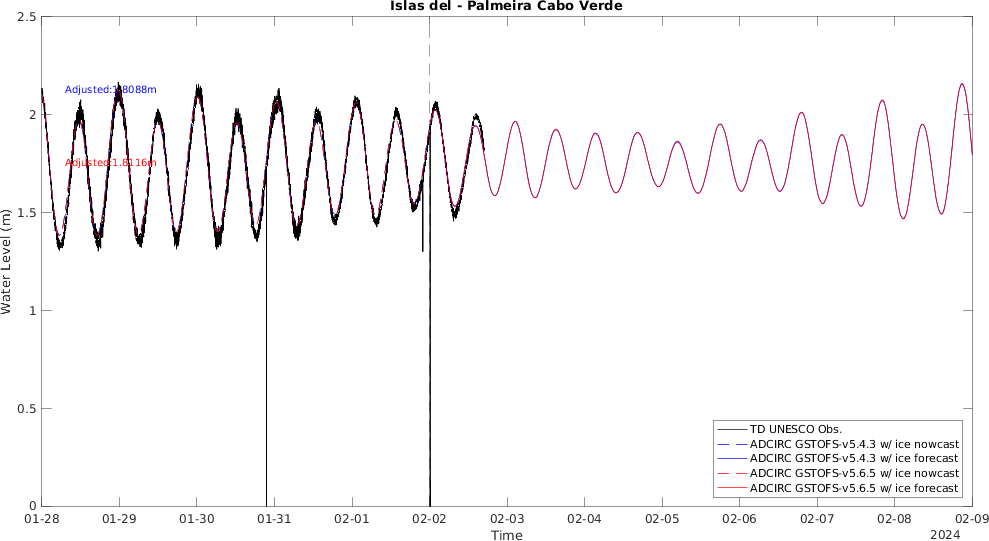 Islas del - Palmeira Cabo Verde
2.5
2
1.5
1
0.5
0
Water Level (m)
Adjusted:1.8088m
Adjusted:1.8116m
TD UNESCO Obs.
ADCIRC GSTOFS-v5.4.3 w/ ice nowcast
ADCIRC GSTOFS-v5.4.3 w/ ice forecast
ADCIRC GSTOFS-v5.6.5 w/ ice nowcast
ADCIRC GSTOFS-v5.6.5 w/ ice forecast
01-28 01-29 01-30 01-31 02-01 02-02 02-03 02-04 02-05 02-06 02-07 02-08 02-09
Time
2024